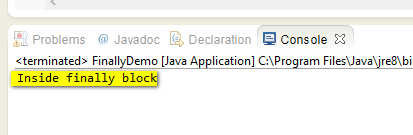 Problems @ Javadoc Declaration Console
<terminated> FinallyDemo [Java Application] C:\Program Files\Java\jre8\bi
Inside finally block